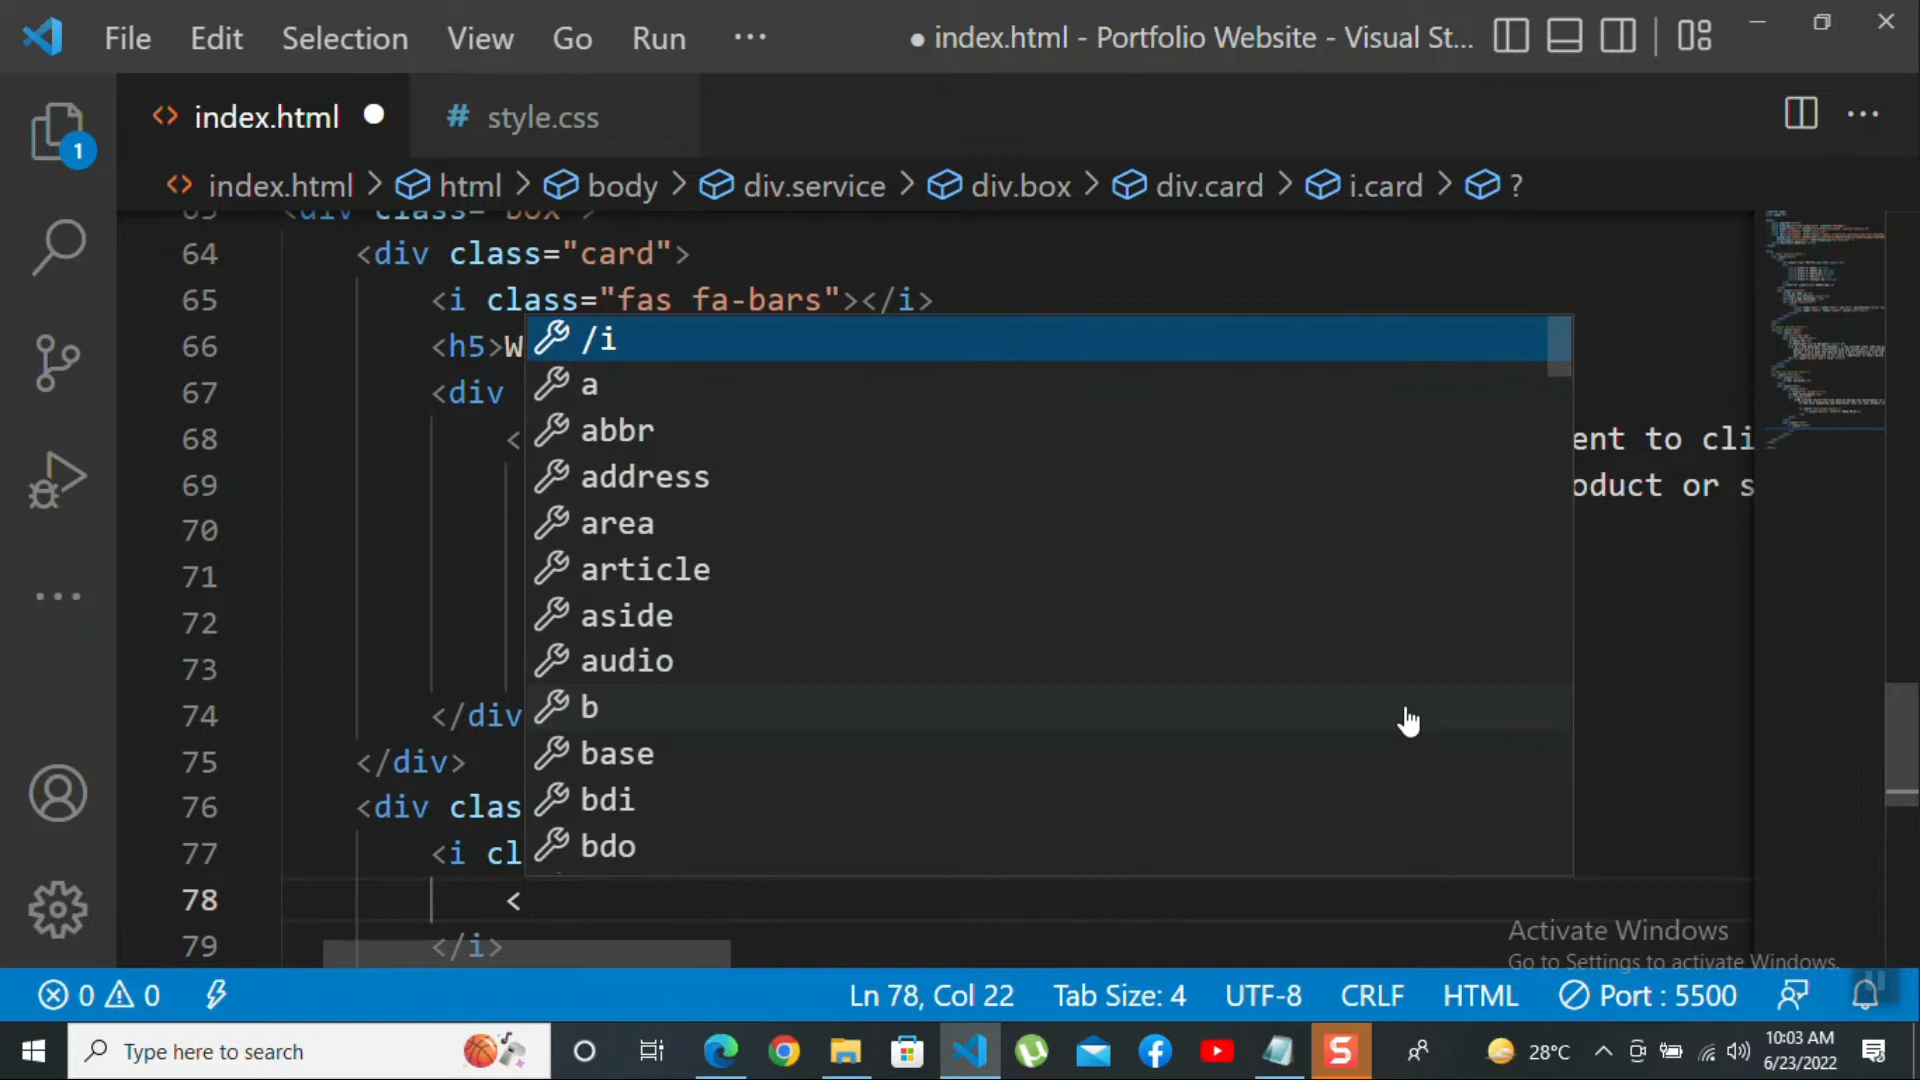 File Edit Selection View Go Run ··· ● index.html - Portfolio Website - Visual St...
<> index.html ● # style.css ···
1
<> index.html > html > body > div.service > div.box > div.card > i.card > ?
63 <div class="box">
64 <div class="card">
65 <i class="fas fa-bars"></i>
66 <h5>W
67 <div
68 < ent to cli
69 oduct or s
70
71
72
73
74 </div
75 </div>
76 <div clas
77 <i cl
78 <
79 </i>
/i
a
abbr
address
area
article
aside
audio
b
base
bdi
bdo
Activate Windows
Go to Settings to activate Windows.
0 0 Ln 78, Col 22 Tab Size: 4 UTF-8 CRLF HTML Port : 5500
Type here to search S 28°C 10:03 AM
6/23/2022